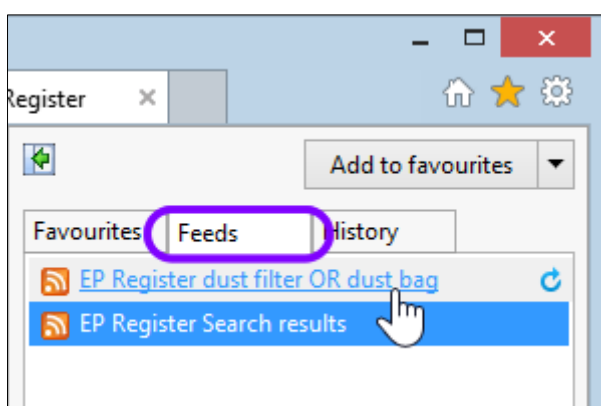 Register
Add to favourites
Favourites Feeds History
EP Register dust filter OR dust bag
EP Register Search results